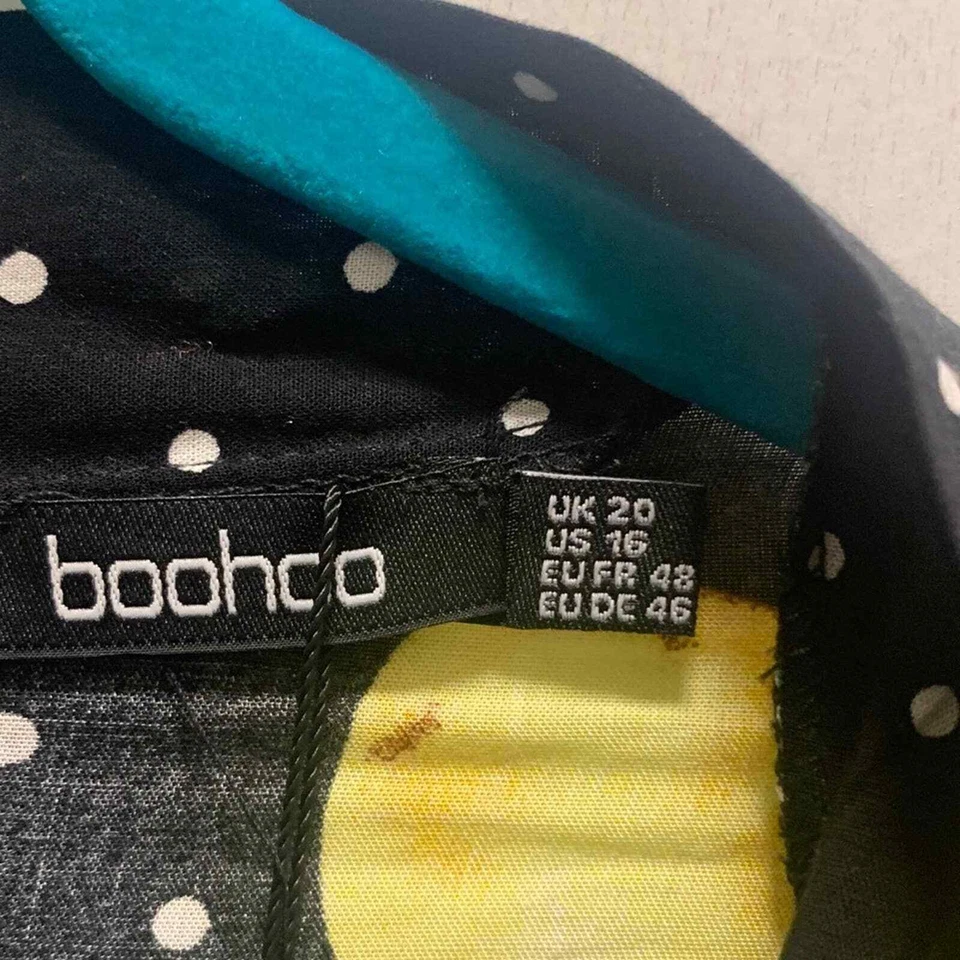 boohoo
UK 20
US 16
EU FR 48
EU DE 46